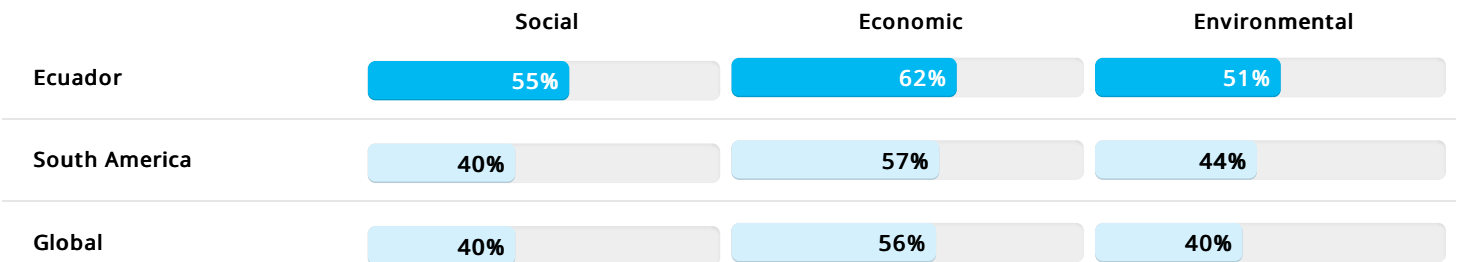 Social Economic Environmental
Ecuador 55% 62% 51%
South America 40% 57% 44%
Global 40% 56% 40%